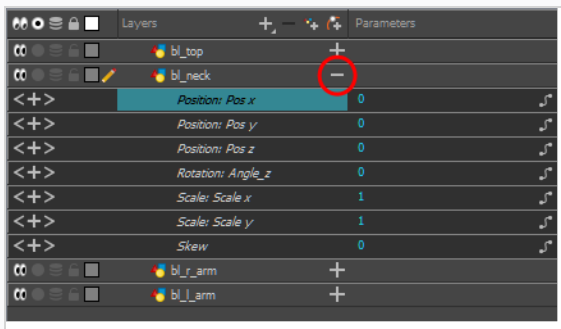 Layers Parameters
bl_top
bl_neck
Position: Pos x 0
Position: Pos y 0
Position: Pos z 0
Rotation: Angle_z 0
Scale: Scale x 1
Scale: Scale y 1
Skew 0
bl_r_arm
bl_l_arm